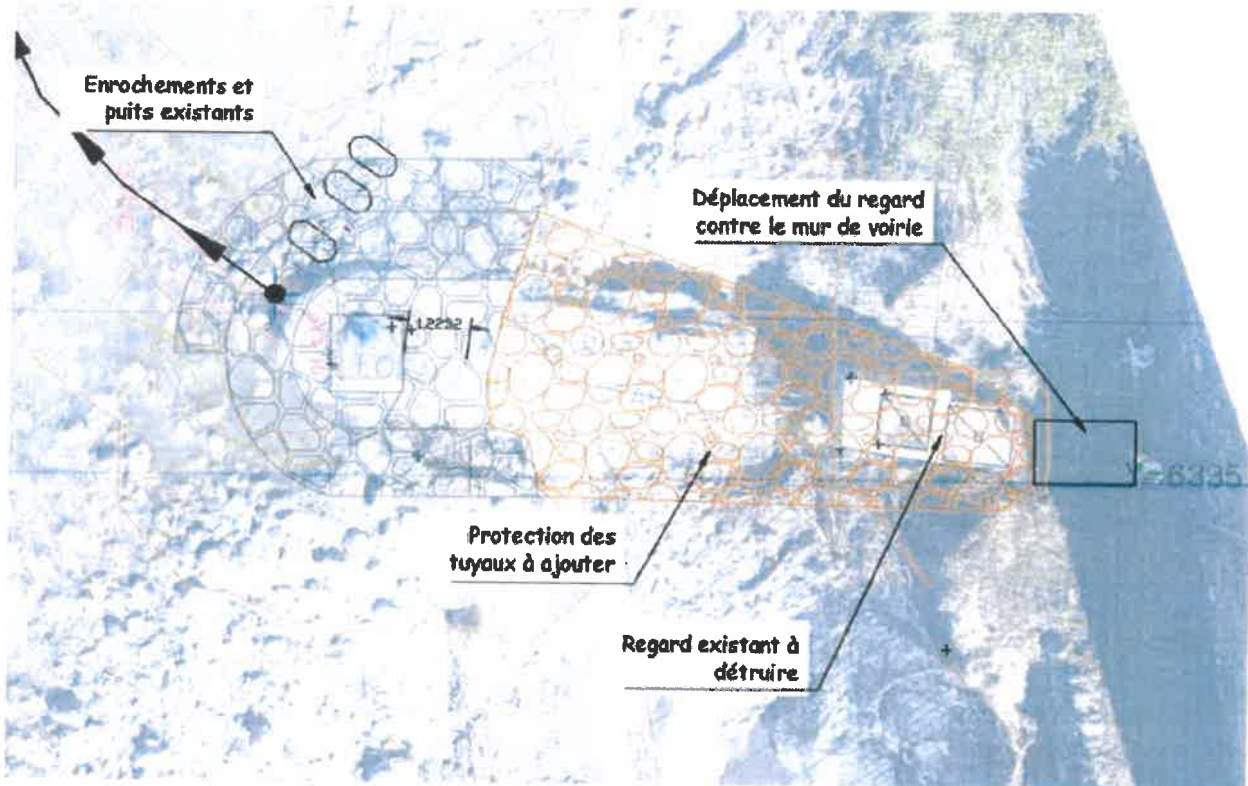 Enrochements et
puits existants
Déplacement du regard
contre le mur de voirie
1.2292
Y=6335
Protection des
tuyaux à ajouter
Regard existant à
détruire